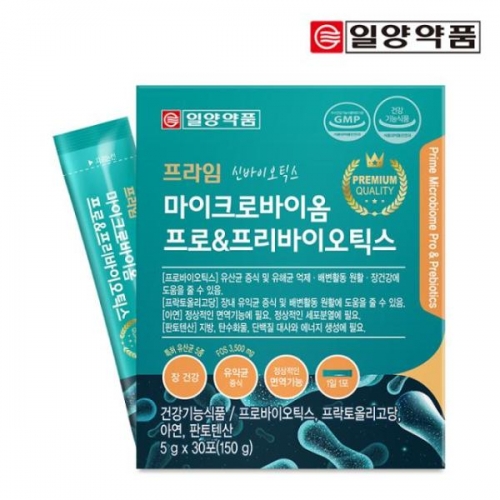 일양약품
일양약품
GMP
건강
기능식품
프라임 신바이오틱스
PREMIUM
QUALITY
마이크로바이옴
프로&프리바이오틱스
Prime Microbiome Pro & Prebiotics
[프로바이오틱스] 유산균 증식 및 유해균 억제 · 배변활동 원활 · 장건강에
도움을 줄 수 있음.
[프락토올리고당] 장내 유익균 증식 및 배변활동 원활에 도움을 줄 수 있음.
[아연] 정상적인 면역기능에 필요. 정상적인 세포분열에 필요.
[판토텐산] 지방, 탄수화물, 단백질 대사와 에너지 생성에 필요.
특허 유산균 5종
장 건강
FOS 3,500 mg
유익균
증식
정상적인
면역기능
1일 1포
건강기능식품 / 프로바이오틱스, 프락토올리고당,
아연, 판토텐산
5 g x 30포(150 g)
프라임
마이크로바이옴
프로&프리바이오틱스